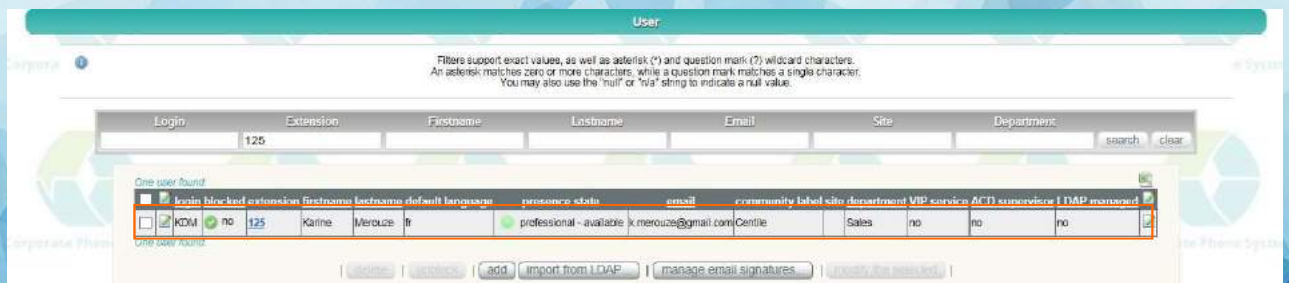 User
Filters support exact values, as well as asterisk (*) and question mark (?) wildcard characters.
An asterisk matches zero or more characters, while a question mark matches a single character.
You may also use the "null" or "n/a" string to indicate a null value.
Login Extension Firstname Lastname Email Site Department
125 search clear
One user found.
login blocked extension firstname lastname default language presence state email community label site department VIP service ACD supervisor LDAP managed
KDM no 125 Karine Merouze fr professional - available k.merouze@gmail.com Centile Sales no no no
One user found.
| delete | unblock | add import from LDAP... | manage email signatures... | modify the selected... |